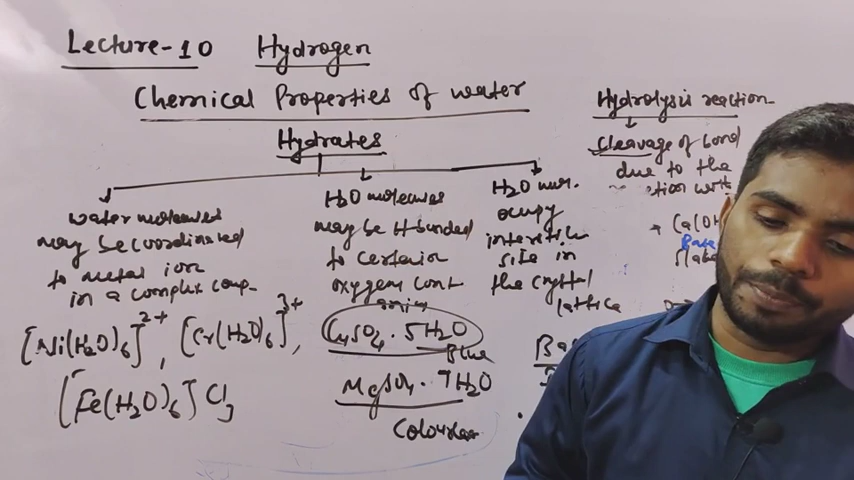 Lecture-10 Hydrogen
Chemical Properties of water
Hydrates
water molecules
may be coordinated
to metal ion
in a complex comp.
[Ni(H₂O)₆]²⁺, [Cr(H₂O)₆]³⁺,
[Fe(H₂O)₆]Cl₃
H₂O molecules
may be H bonded
to certain
oxygen cont
CuSO₄·5H₂O
Blue
MgSO₄·7H₂O
Colourless
H₂O mol.
ocupy
site in
the crystal
lattice
Hydrolysis reaction
Cleavage of bond
due to the
Ca(OH